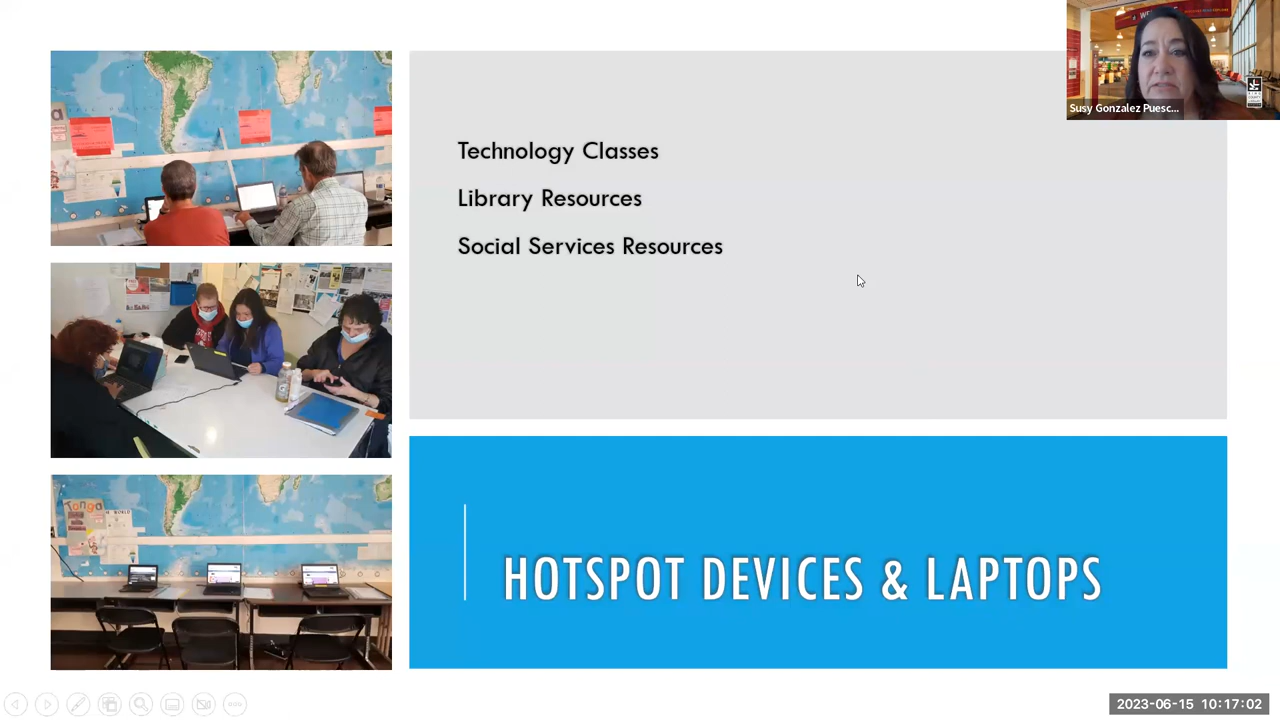 Susy Gonzalez Puesc...
Technology Classes
Library Resources
Social Services Resources
Tonga
HOTSPOT DEVICES & LAPTOPS
2023-06-15 10:17:02